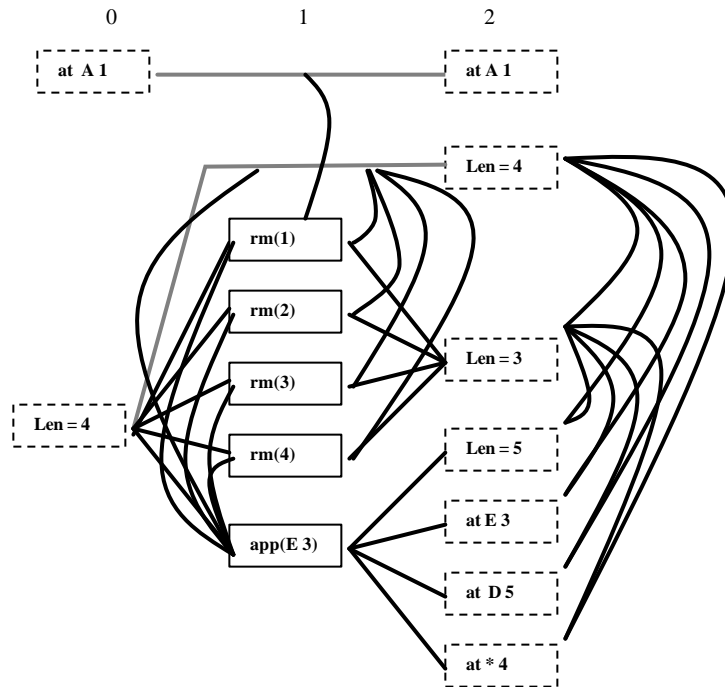 0 1 2
at A 1 at A 1
Len = 4
rm(1)
rm(2)
Len = 3
rm(3)
Len = 4
rm(4) Len = 5
at E 3
app(E 3)
at D 5
at * 4